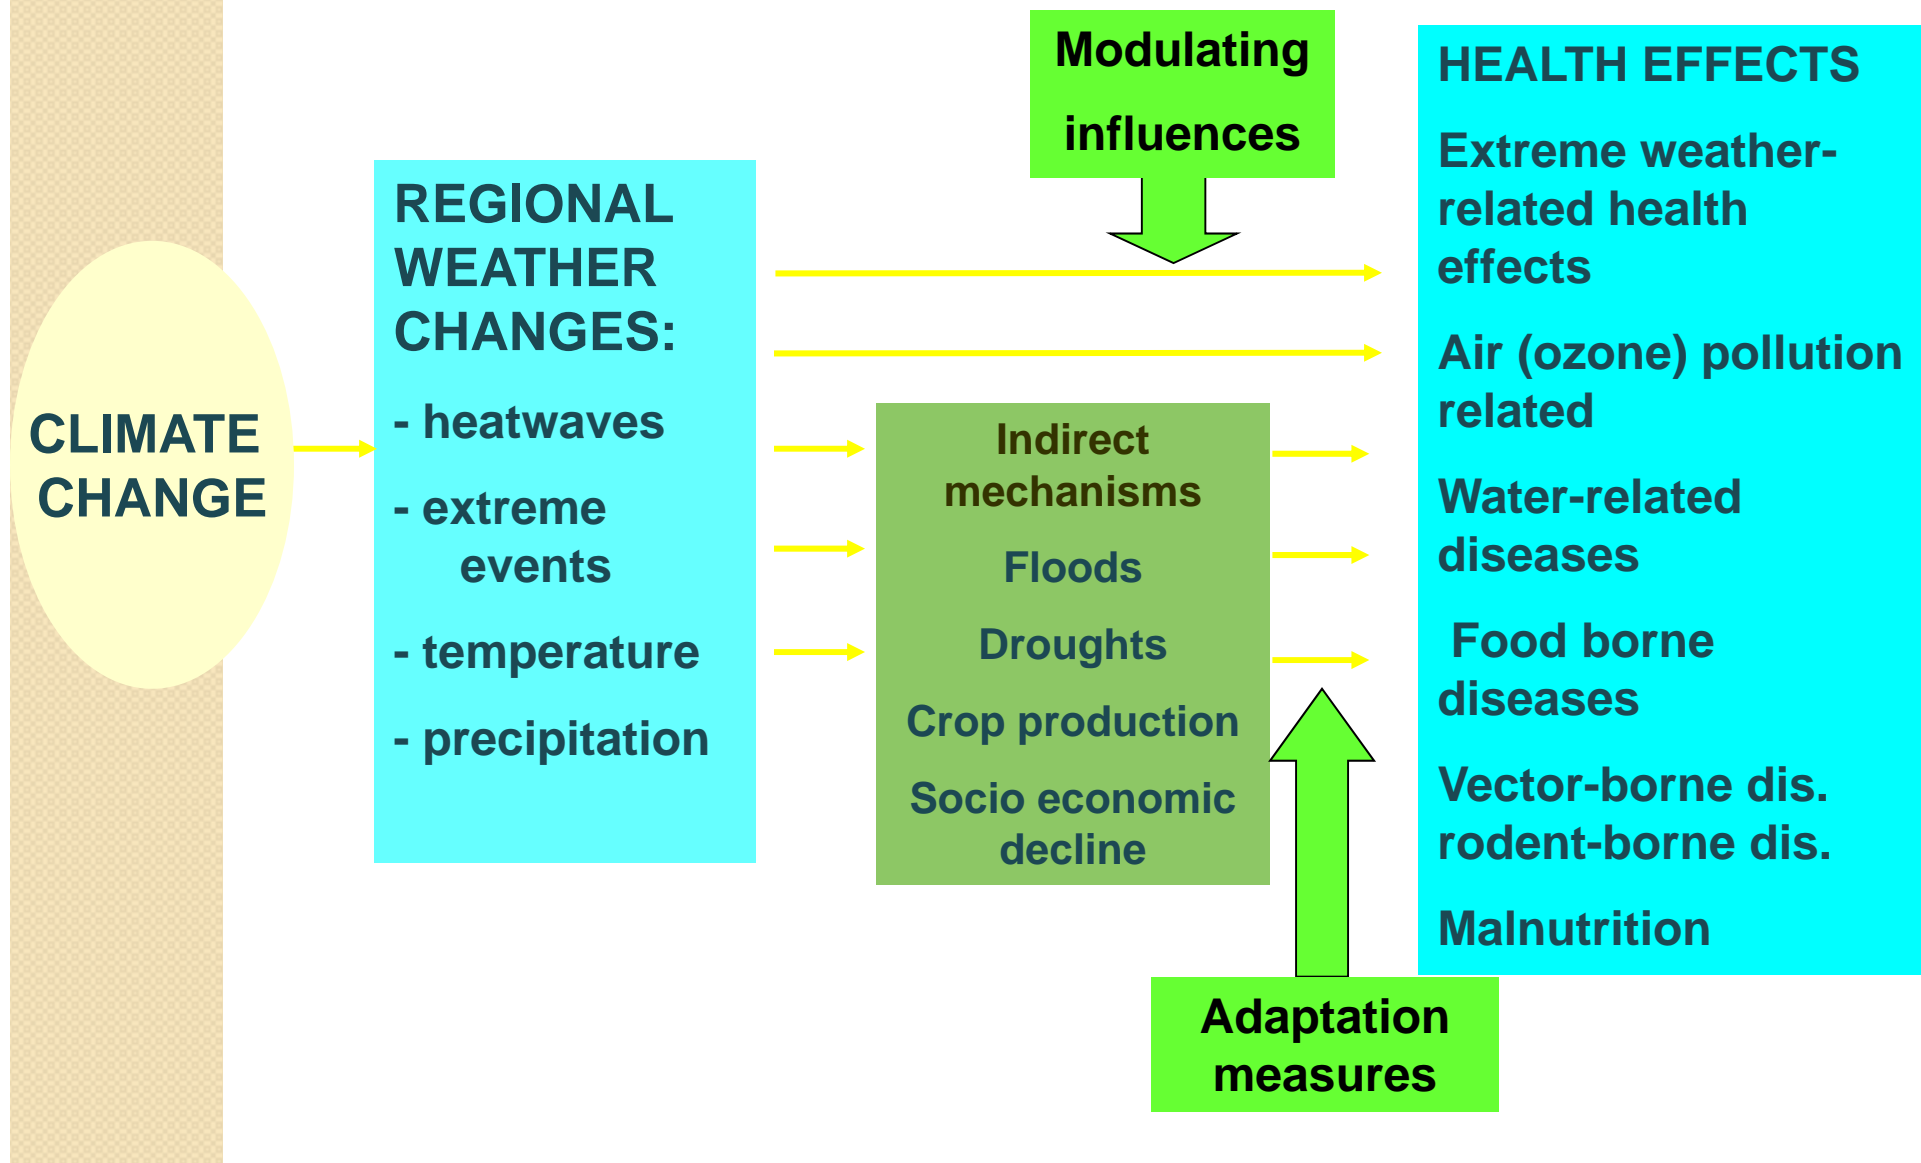 CLIMATE
CHANGE
REGIONAL
WEATHER
CHANGES:
- heatwaves
- extreme
events
- temperature
- precipitation
Modulating
influences
Indirect
mechanisms
Floods
Droughts
Crop production
Socio economic
decline
Adaptation
measures
HEALTH EFFECTS
Extreme weather-
related health
effects
Air (ozone) pollution
related
Water-related
diseases
Food borne
diseases
Vector-borne dis.
rodent-borne dis.
Malnutrition